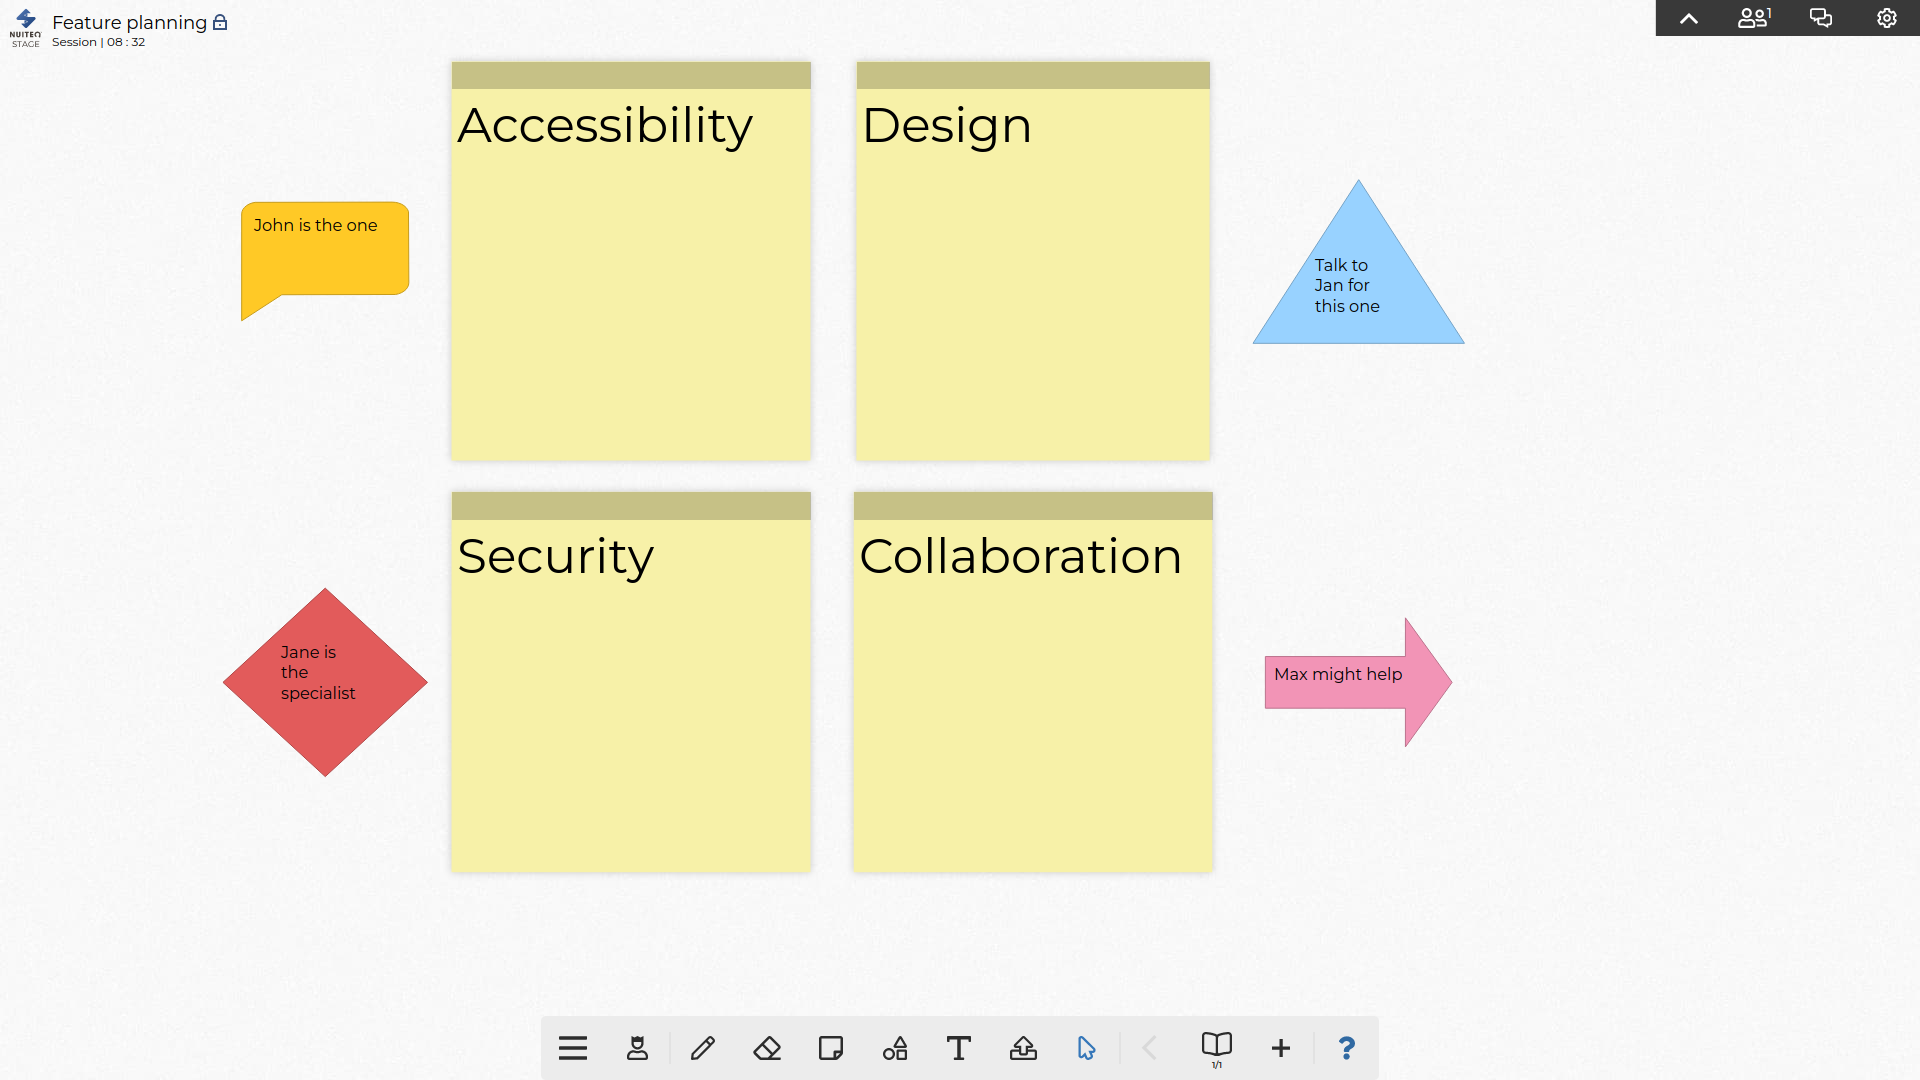 NUITEQ
STAGE
Feature planning
Session | 08 : 32
1
Accessibility
Design
John is the one
Talk to
Jan for
this one
Security
Collaboration
Jane is
the
specialist
Max might help
T
1/1
+
?